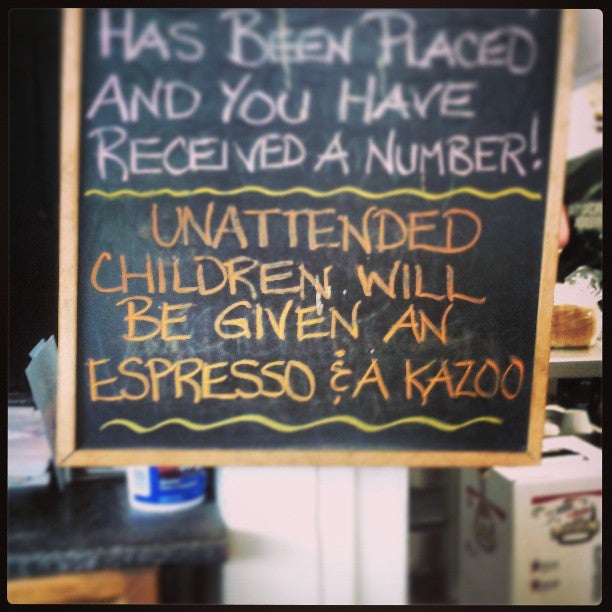 HAS BEEN PLACED
AND YOU HAVE
RECEIVED A NUMBER!
UNATTENDED
CHILDREN WILL
BE GIVEN AN
ESPRESSO & A KAZOO